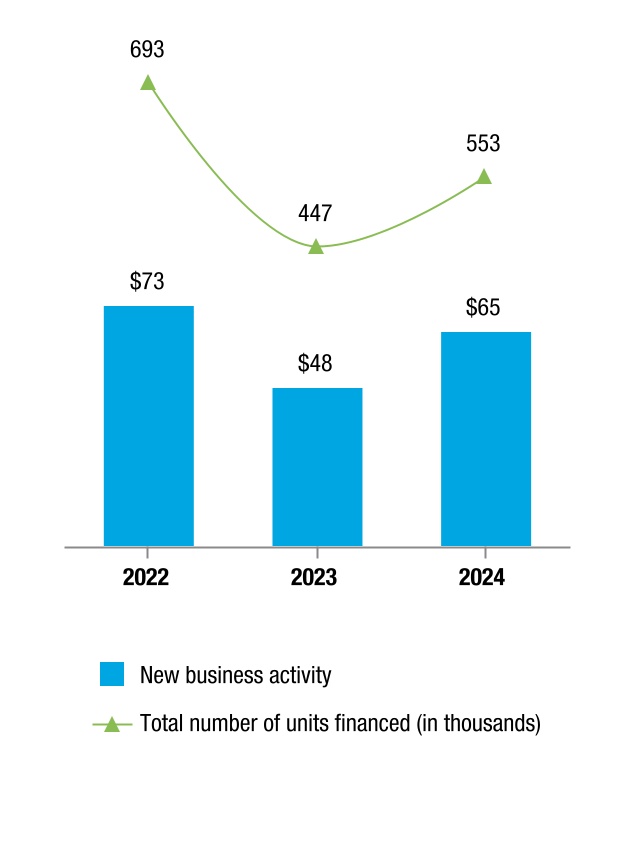 693
553
447
$73
$65
$48
2022 2023 2024
New business activity
Total number of units financed (in thousands)